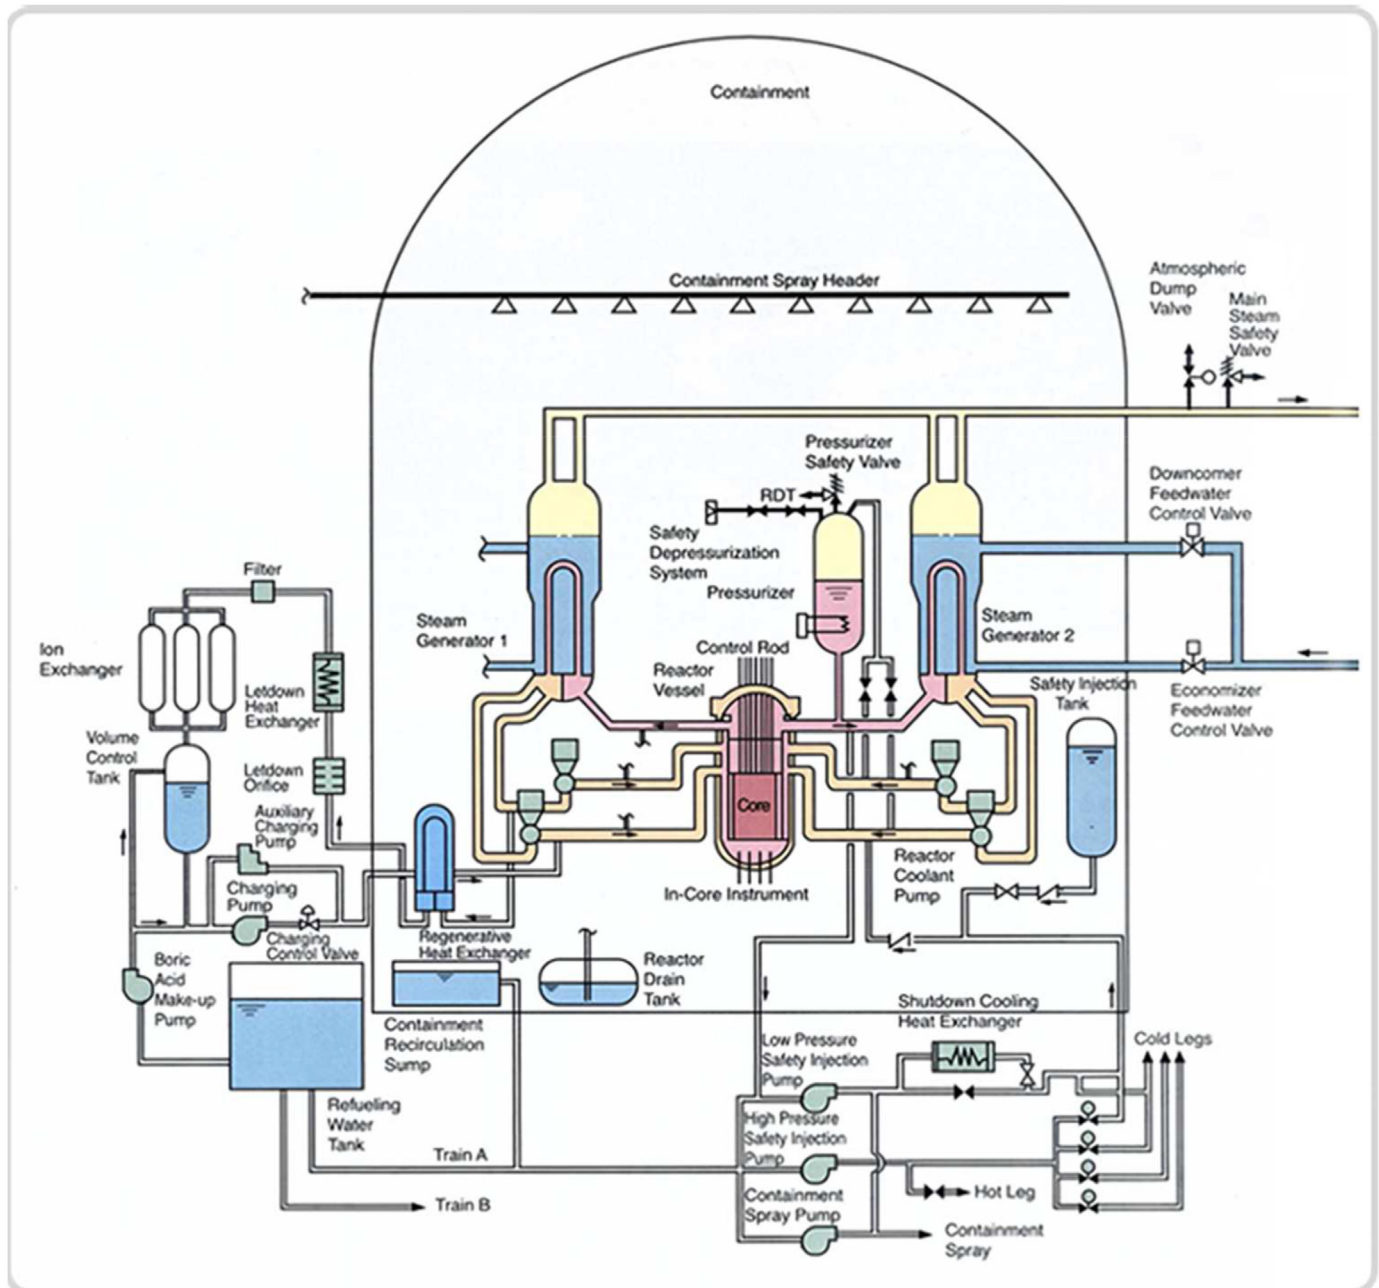 Containment
Containment Spray Header
Atmospheric
Dump
Valve
Main
Steam
Safety
Valve
Pressurizer
Safety Valve
RDT
Safety
Depressurization
System
Pressurizer
Downcomer
Feedwater
Control Valve
Filter
Ion
Exchanger
Steam
Generator 1
Steam
Generator 2
Control Rod
Reactor
Vessel
Safety Injection
Tank
Economizer
Feedwater
Control Valve
Letdown
Heat
Exchanger
Volume
Control
Tank
Letdown
Orifice
Auxiliary
Charging
Pump
Core
Charging
Pump
Reactor
Coolant
Pump
In-Core Instrument
Charging
Control Valve
Regenerative
Heat Exchanger
Boric
Acid
Make-up
Pump
Reactor
Drain
Tank
Containment
Recirculation
Sump
Shutdown Cooling
Heat Exchanger
Low Pressure
Safety Injection
Pump
Cold Legs
Refueling
Water
Tank
High Pressure
Safety Injection
Pump
Train A
Train B
Hot Leg
Containment
Spray Pump
Containment
Spray